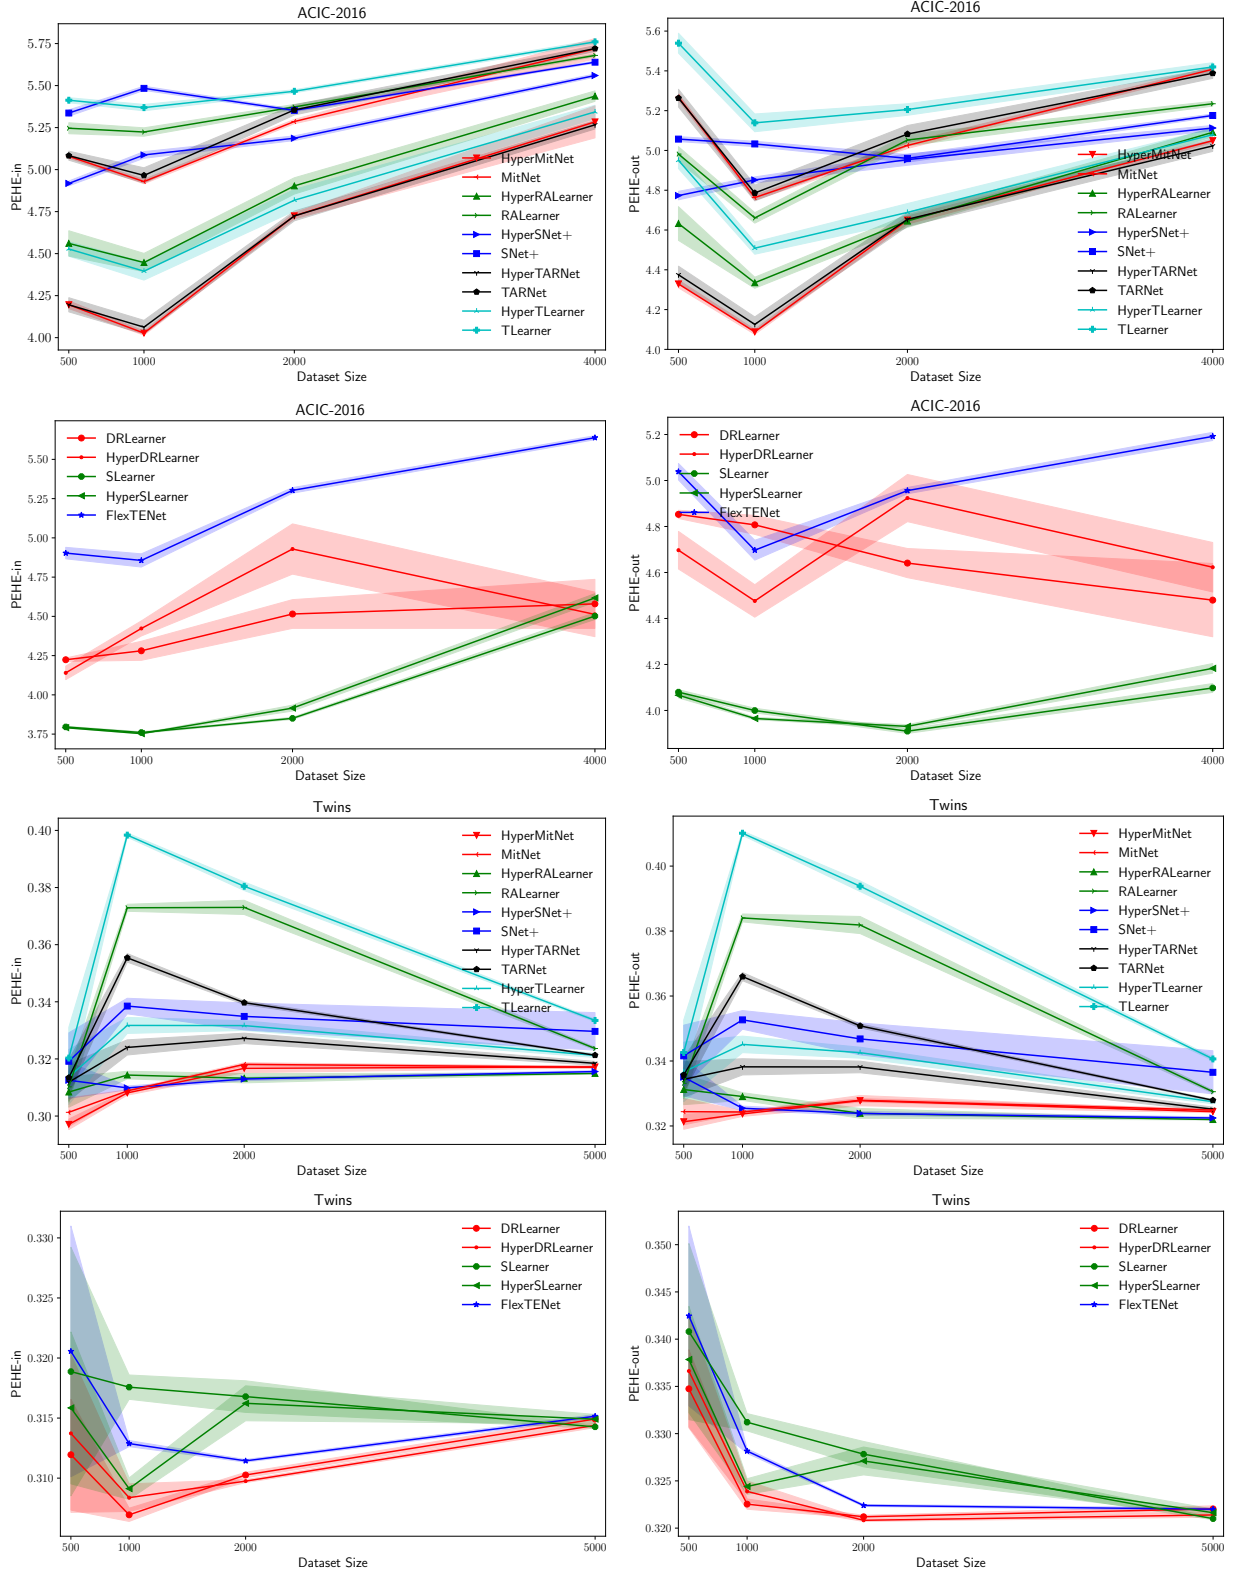 ACIC-2016
PEHE-in
5.75
5.50
5.25
5.00
4.75
4.50
4.25
4.00
HyperMitNet
MitNet
HyperRALearner
RALearner
HyperSNet+
SNet+
HyperTARNet
TARNet
HyperTLearner
TLearner
500
1000
2000
4000
Dataset Size
ACIC-2016
PEHE-out
5.6
5.4
5.2
5.0
4.8
4.6
4.4
4.2
4.0
HyperMitNet
MitNet
HyperRALearner
RALearner
HyperSNet+
SNet+
HyperTARNet
TARNet
HyperTLearner
TLearner
500
1000
2000
4000
Dataset Size
ACIC-2016
PEHE-in
5.50
5.25
5.00
4.75
4.50
4.25
4.00
3.75
DRLearner
HyperDRLearner
SLearner
HyperSLearner
FlexTENet
500
1000
2000
4000
Dataset Size
ACIC-2016
PEHE-out
5.2
5.0
4.8
4.6
4.4
4.2
4.0
DRLearner
HyperDRLearner
SLearner
HyperSLearner
FlexTENet
500
1000
2000
4000
Dataset Size
Twins
PEHE-in
0.40
0.38
0.36
0.34
0.32
0.30
HyperMitNet
MitNet
HyperRALearner
RALearner
HyperSNet+
SNet+
HyperTARNet
TARNet
HyperTLearner
TLearner
500
1000
2000
5000
Dataset Size
Twins
PEHE-out
0.40
0.38
0.36
0.34
0.32
HyperMitNet
MitNet
HyperRALearner
RALearner
HyperSNet+
SNet+
HyperTARNet
TARNet
HyperTLearner
TLearner
500
1000
2000
5000
Dataset Size
Twins
PEHE-in
0.330
0.325
0.320
0.315
0.310
DRLearner
HyperDRLearner
SLearner
HyperSLearner
FlexTENet
500
1000
2000
5000
Dataset Size
Twins
PEHE-out
0.350
0.345
0.340
0.335
0.330
0.325
0.320
DRLearner
HyperDRLearner
SLearner
HyperSLearner
FlexTENet
500
1000
2000
5000
Dataset Size